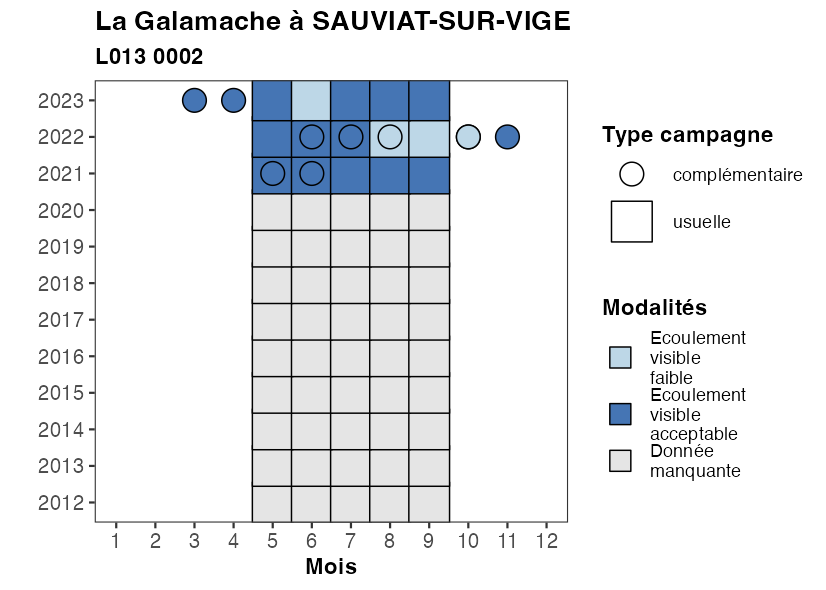 La Galamache à SAUVIAT-SUR-VIGE
L013 0002
2023
2022
2021
2020
2019
2018
2017
2016
2015
2014
2013
2012
1 2 3 4 5 6 7 8 9 10 11 12
Mois
Type campagne
complémentaire
usuelle
Modalités
Ecoulement
visible
faible
Ecoulement
visible
acceptable
Donnée
manquante